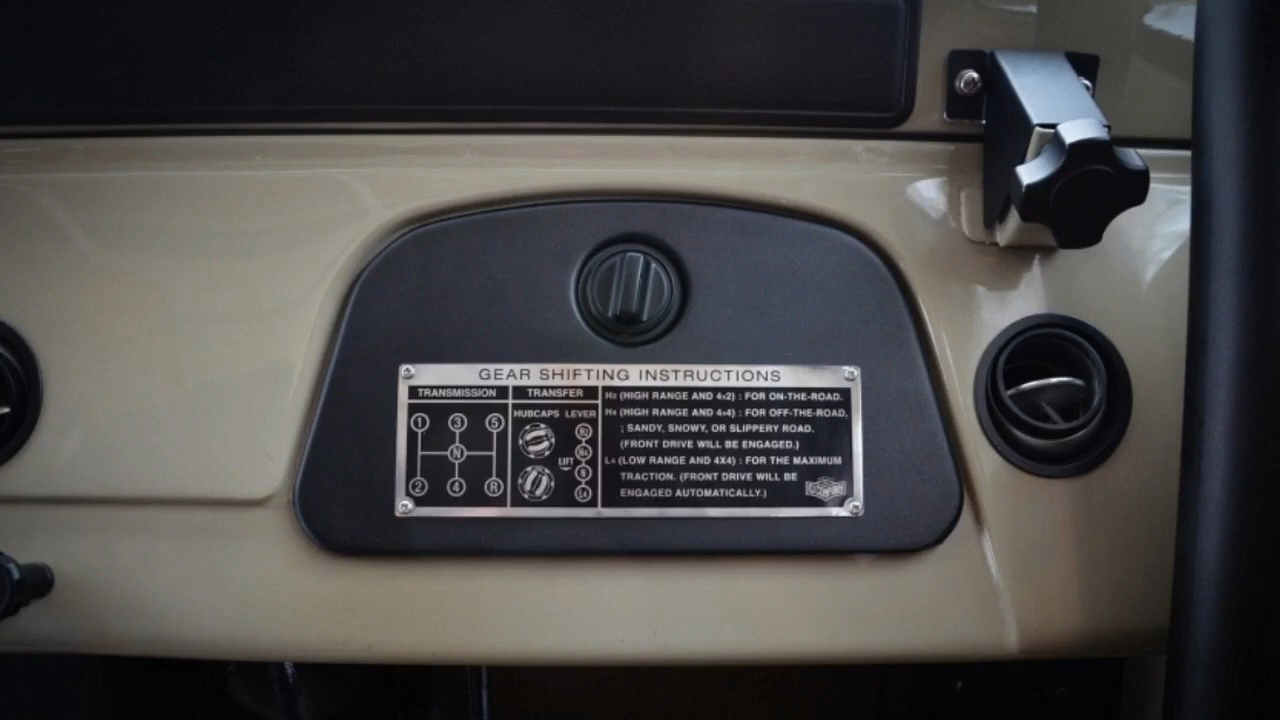 GEAR SHIFTING INSTRUCTIONS
TRANSMISSION
1 3 5
N
2 4 R
TRANSFER
HUBCAPS LEVER
H2
H4
LIFT
N
L4
H2 (HIGH RANGE AND 4x2) : FOR ON-THE-ROAD.
H4 (HIGH RANGE AND 4x4) : FOR OFF-THE-ROAD,
; SANDY, SNOWY, OR SLIPPERY ROAD.
(FRONT DRIVE WILL BE ENGAGED.)
L4 (LOW RANGE AND 4X4) : FOR THE MAXIMUM
TRACTION. (FRONT DRIVE WILL BE
ENGAGED AUTOMATICALLY.)